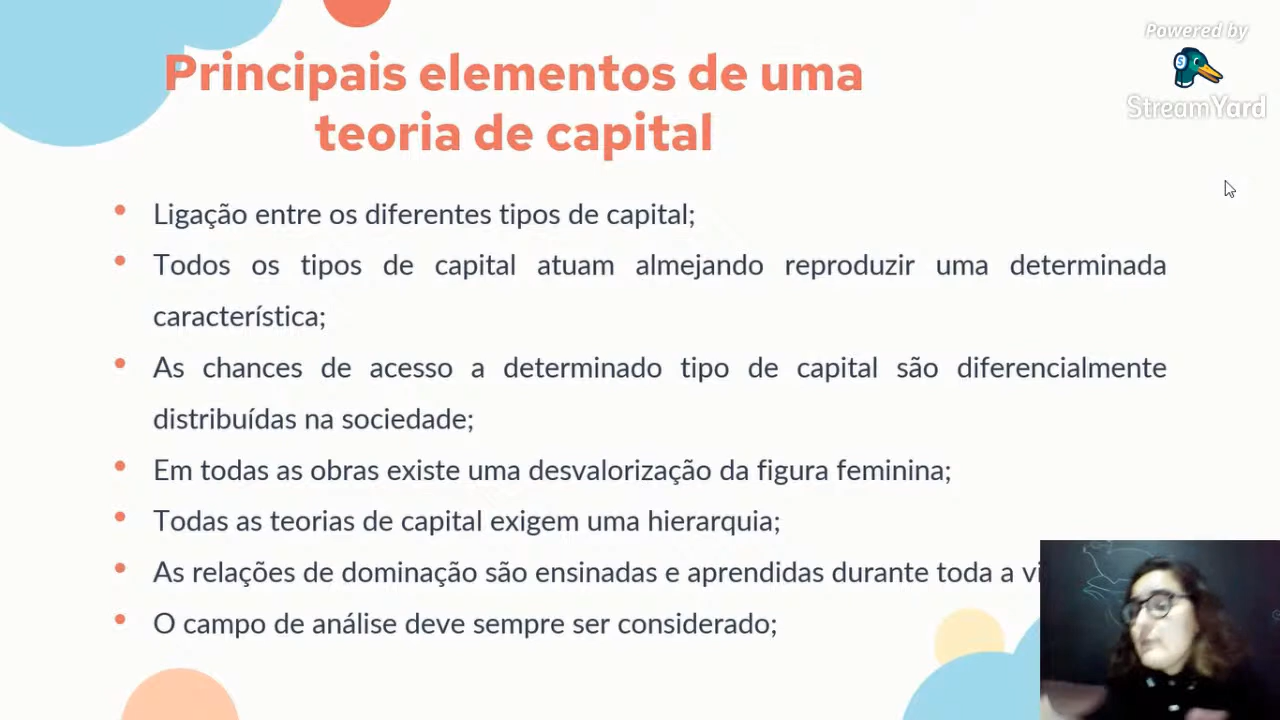 Powered by
StreamYard
Principais elementos de uma
teoria de capital
• Ligação entre os diferentes tipos de capital;
• Todos os tipos de capital atuam almejando reproduzir uma determinada
característica;
• As chances de acesso a determinado tipo de capital são diferencialmente
distribuídas na sociedade;
• Em todas as obras existe uma desvalorização da figura feminina;
• Todas as teorias de capital exigem uma hierarquia;
• As relações de dominação são ensinadas e aprendidas durante toda a
• O campo de análise deve sempre ser considerado;